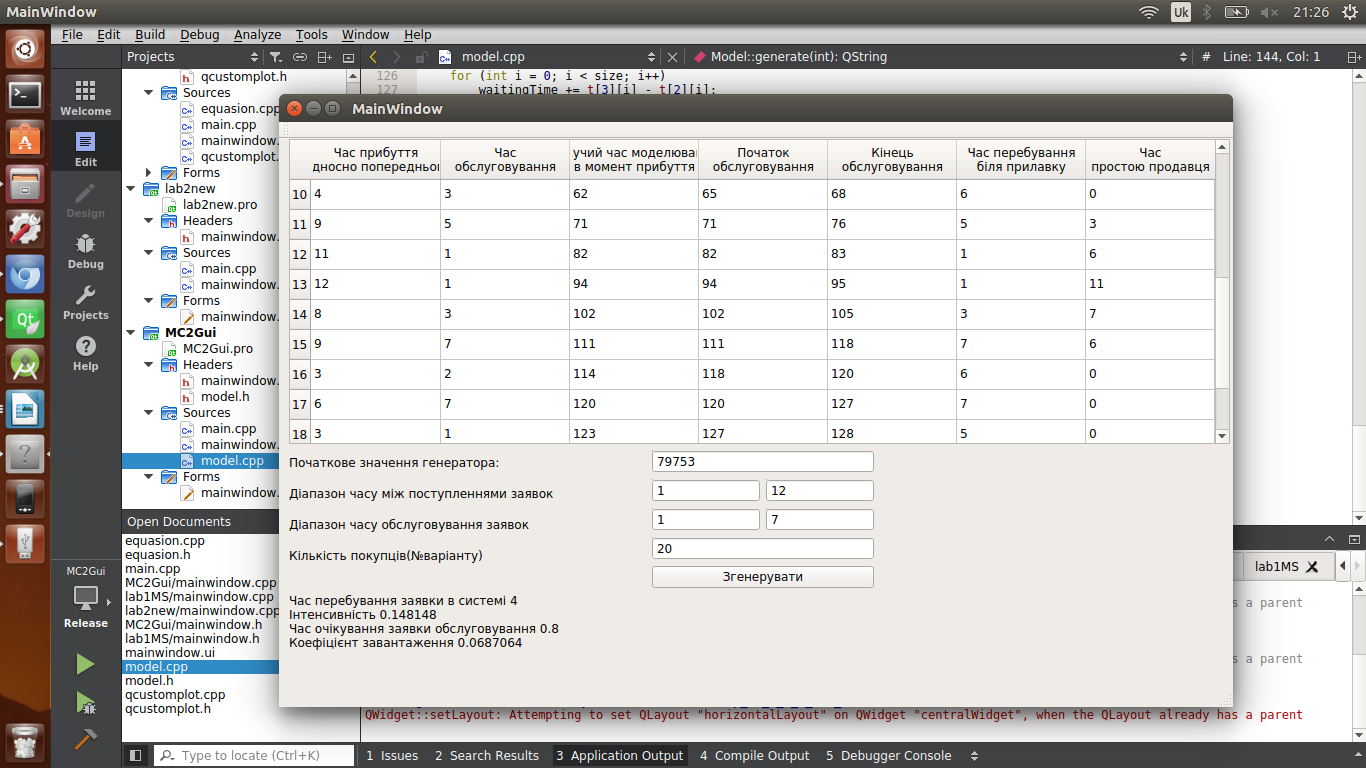 MainWindow
Uk
21:26
File Edit Build Debug Analyze Tools Window Help
Projects
model.cpp
Model::generate(int): QString
#
Line: 144, Col: 1
126 for (int i = 0; i < size; i++)
127 waitingTime += t[3][i] - t[2][i];
Welcome
Edit
Design
Debug
Projects
Help
MC2Gui
Release
qcustomplot.h
Sources
equasion.cpp
main.cpp
mainwindow.
qcustomplot.
Forms
lab2new
lab2new.pro
Headers
mainwindow.
Sources
main.cpp
mainwindow.
Forms
mainwindow.
MC2Gui
MC2Gui.pro
Headers
mainwindow.
model.h
Sources
main.cpp
mainwindow.
model.cpp
Forms
mainwindow.
Open Documents
equasion.cpp
equasion.h
main.cpp
MC2Gui/mainwindow.cpp
lab1MS/mainwindow.cpp
lab2new/mainwindow.cpp
MC2Gui/mainwindow.h
lab1MS/mainwindow.h
mainwindow.ui
model.cpp
model.h
qcustomplot.cpp
qcustomplot.h
MainWindow
Час прибуття
дносно попередньої
Час
обслуговування
учий час моделюван
в момент прибуття
Початок
обслуговування
Кінець
обслуговування
Час перебування
біля прилавку
Час
простою продавця
10 4 3 62 65 68 6 0
11 9 5 71 71 76 5 3
12 11 1 82 82 83 1 6
13 12 1 94 94 95 1 11
14 8 3 102 102 105 3 7
15 9 7 111 111 118 7 6
16 3 2 114 118 120 6 0
17 6 7 120 120 127 7 0
18 3 1 123 127 128 5 0
Початкове значення генератора: 79753
Діапазон часу між поступленнями заявок 1 12
Діапазон часу обслуговування заявок 1 7
Кількість покупців(№варіанту) 20
Згенерувати
Час перебування заявки в системі 4
Інтенсивність 0.148148
Час очікування заявки обслуговування 0.8
Коефіцієнт завантаження 0.0687064
lab1MS
s a parent
s a parent
QWidget::setLayout: Attempting to set QLayout "horizontalLayout" on QWidget "centralWidget", when the QLayout already has a parent
Type to locate (Ctrl+K)
1 Issues 2 Search Results 3 Application Output 4 Compile Output 5 Debugger Console